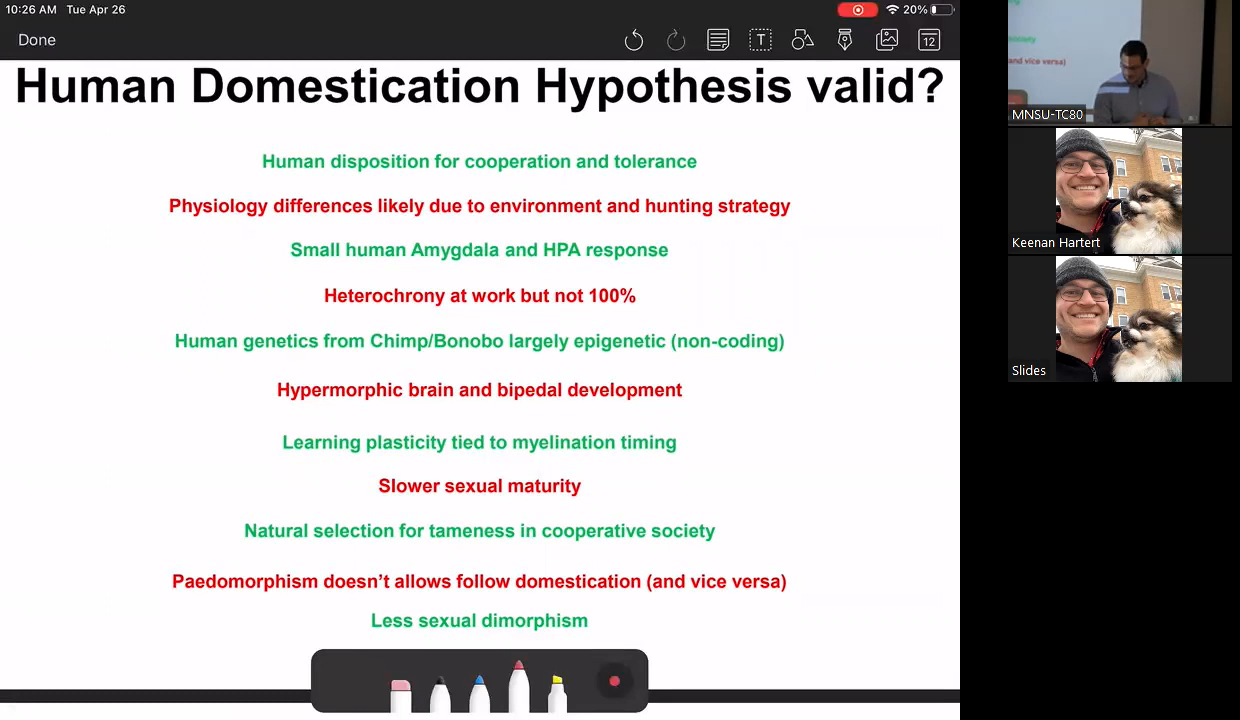 10:26 AM Tue Apr 26
20%
Done
T
12
Human Domestication Hypothesis valid?
Human disposition for cooperation and tolerance
Physiology differences likely due to environment and hunting strategy
Small human Amygdala and HPA response
Heterochrony at work but not 100%
Human genetics from Chimp/Bonobo largely epigenetic (non-coding)
Hypermorphic brain and bipedal development
Learning plasticity tied to myelination timing
Slower sexual maturity
Natural selection for tameness in cooperative society
Paedomorphism doesn't allows follow domestication (and vice versa)
Less sexual dimorphism
society
and vice versa)
MNSU-TC80
Keenan Hartert
Slides